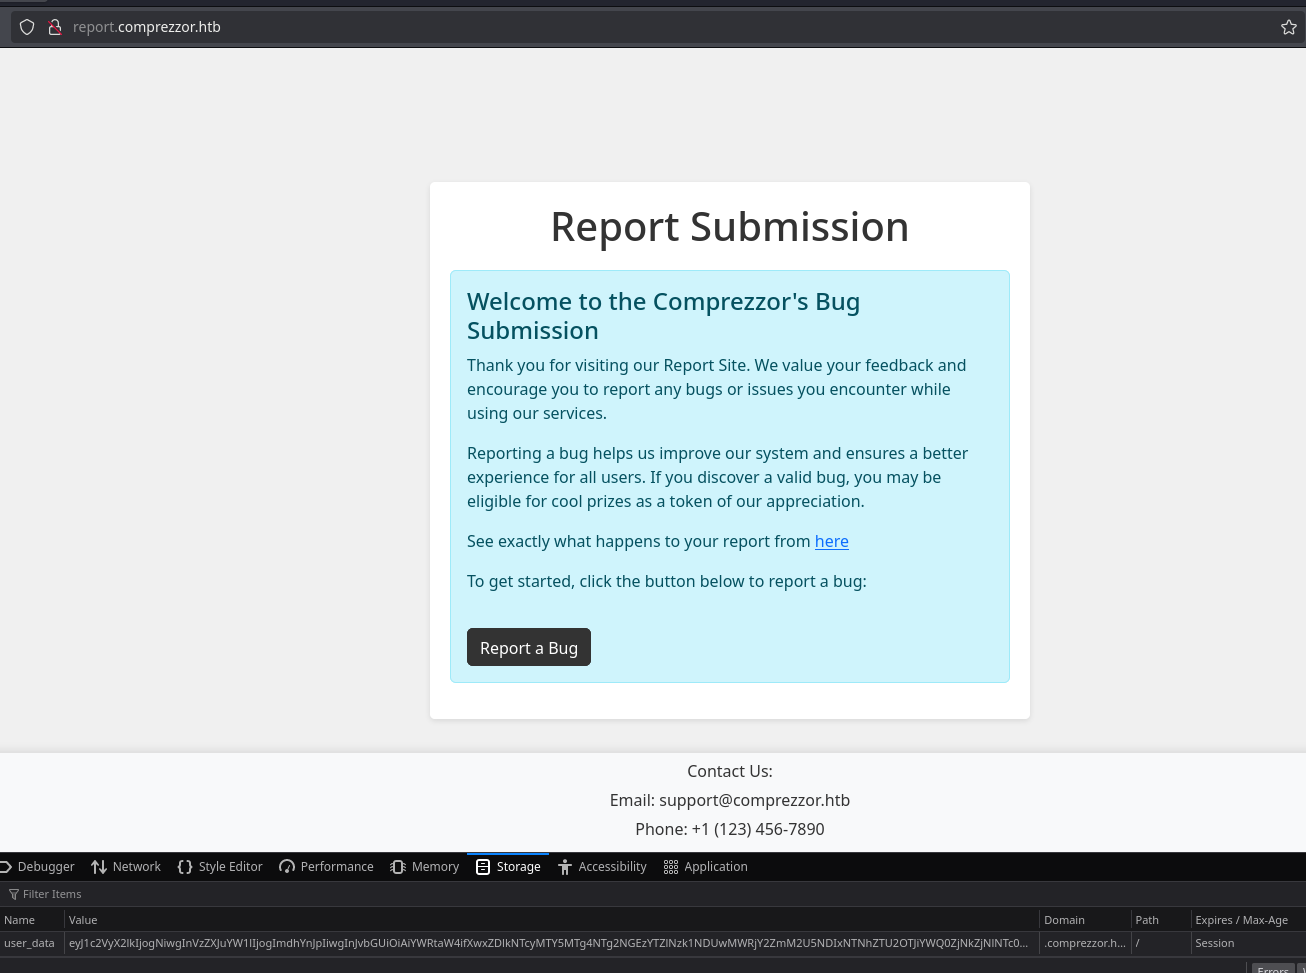 report.comprezzor.htb
Report Submission
Welcome to the Comprezzor's Bug
Submission
Thank you for visiting our Report Site. We value your feedback and
encourage you to report any bugs or issues you encounter while
using our services.
Reporting a bug helps us improve our system and ensures a better
experience for all users. If you discover a valid bug, you may be
eligible for cool prizes as a token of our appreciation.
See exactly what happens to your report from here
To get started, click the button below to report a bug:
Report a Bug
Contact Us:
Email: support@comprezzor.htb
Phone: +1 (123) 456-7890
Debugger Network Style Editor Performance Memory Storage Accessibility Application
Filter Items
Name Value Domain Path Expires / Max-Age
user_data .comprezzor.h... / Session
Errors